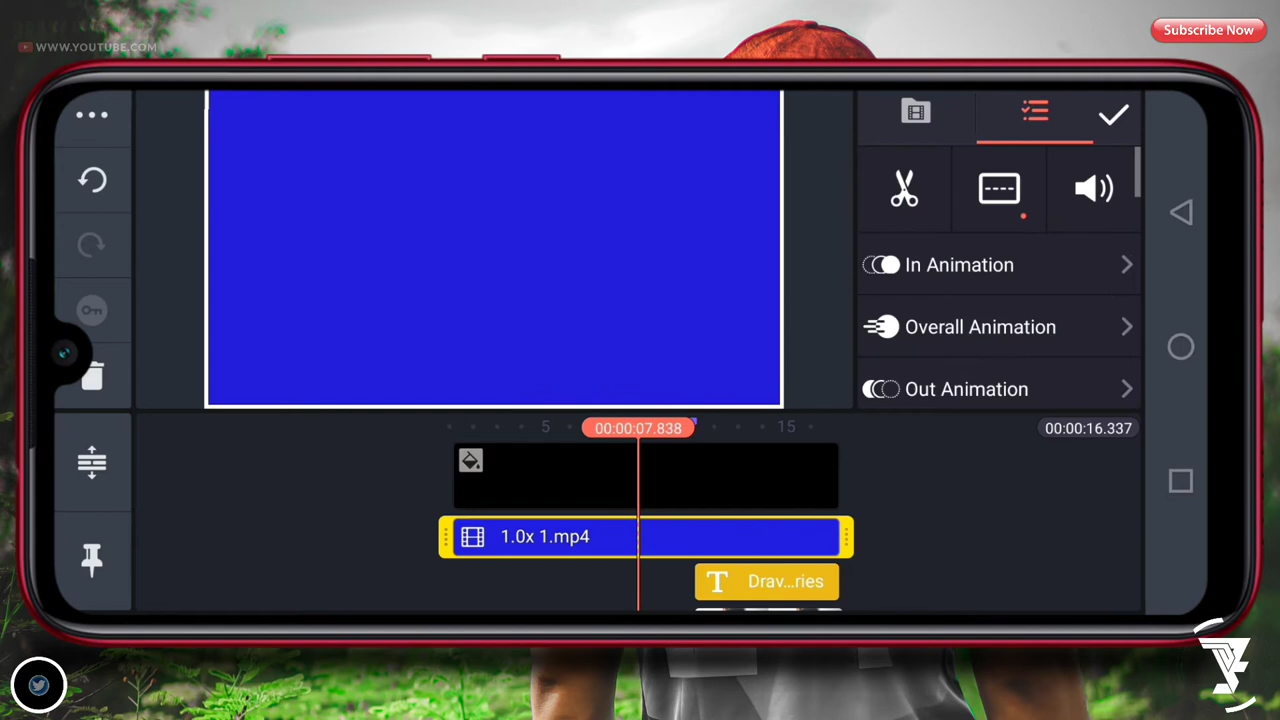 WWW.YOUTUBE.COM
Subscribe Now
In Animation
Overall Animation
Out Animation
5
00:00:07.838
15
00:00:16.337
1.0x 1.mp4
T Drav...ries